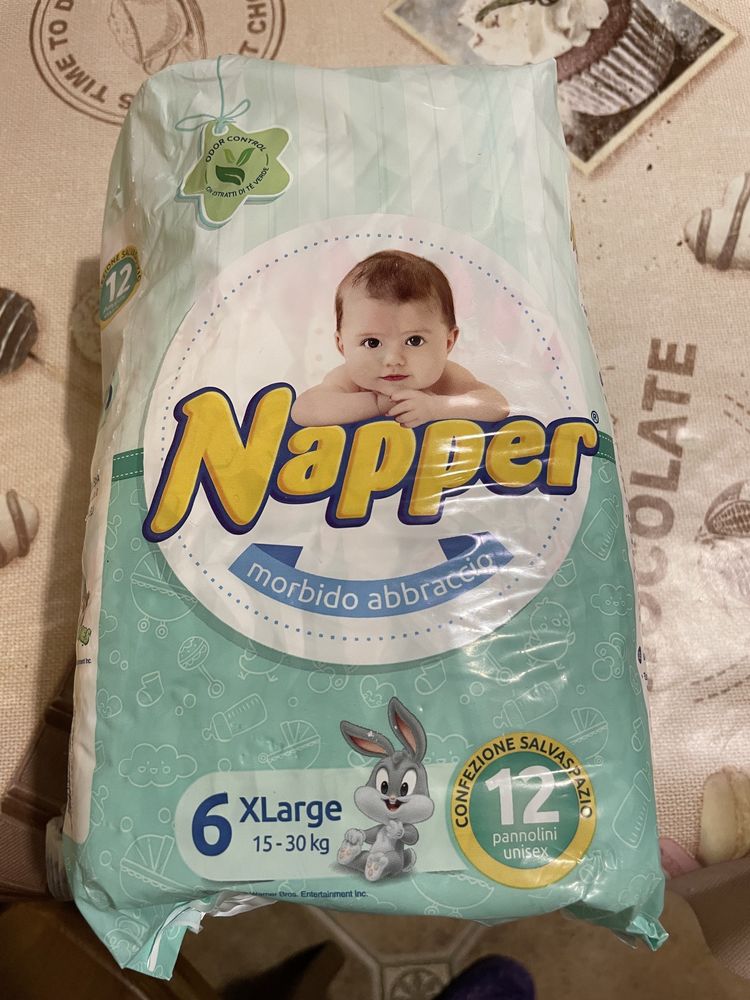 ODOR CONTROL
CON ESTRATTI DI TÈ VERDE
12
Napper®
morbido abbraccio
6 XLarge
15-30 kg
CONFEZIONE SALVASPAZIO
12
pannolini
unisex
Warner Bros. Entertainment Inc.
TIME TO D
CHOCOLATE